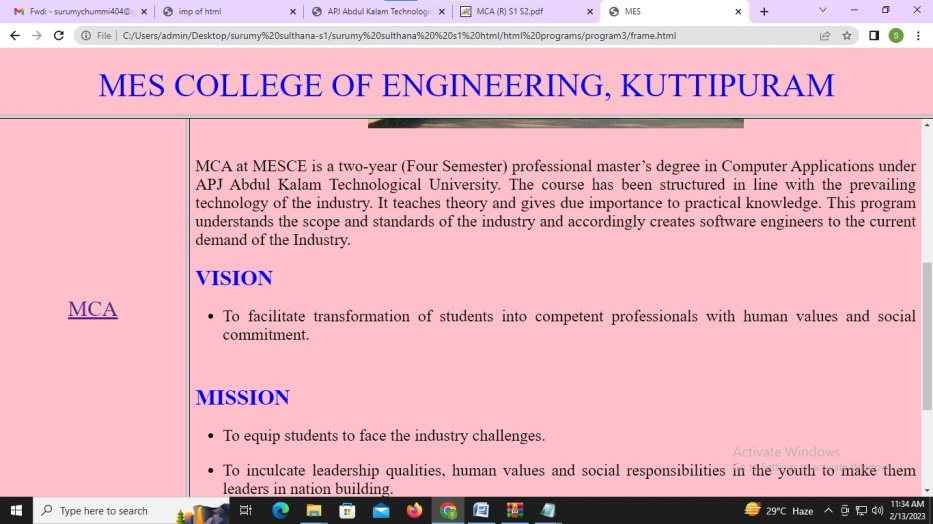 Fwd: - surumychummi404@g
imp of html
APJ Abdul Kalam Technologic
MCA (R) S1 S2.pdf
MES
File | C:/Users/admin/Desktop/surumy%20sulthana-s1/surumy%20sulthana%20%20s1%20html/html%20programs/program3/frame.html
S
MES COLLEGE OF ENGINEERING, KUTTIPURAM
MCA
MCA at MESCE is a two-year (Four Semester) professional master’s degree in Computer Applications under
APJ Abdul Kalam Technological University. The course has been structured in line with the prevailing
technology of the industry. It teaches theory and gives due importance to practical knowledge. This program
understands the scope and standards of the industry and accordingly creates software engineers to the current
demand of the Industry.
VISION
• To facilitate transformation of students into competent professionals with human values and social
commitment.
MISSION
• To equip students to face the industry challenges.
• To inculcate leadership qualities, human values and social responsibilities in the youth to make them
leaders in nation building.
Activate Windows
Type here to search
29°C Haze
11:34 AM
2/13/2023